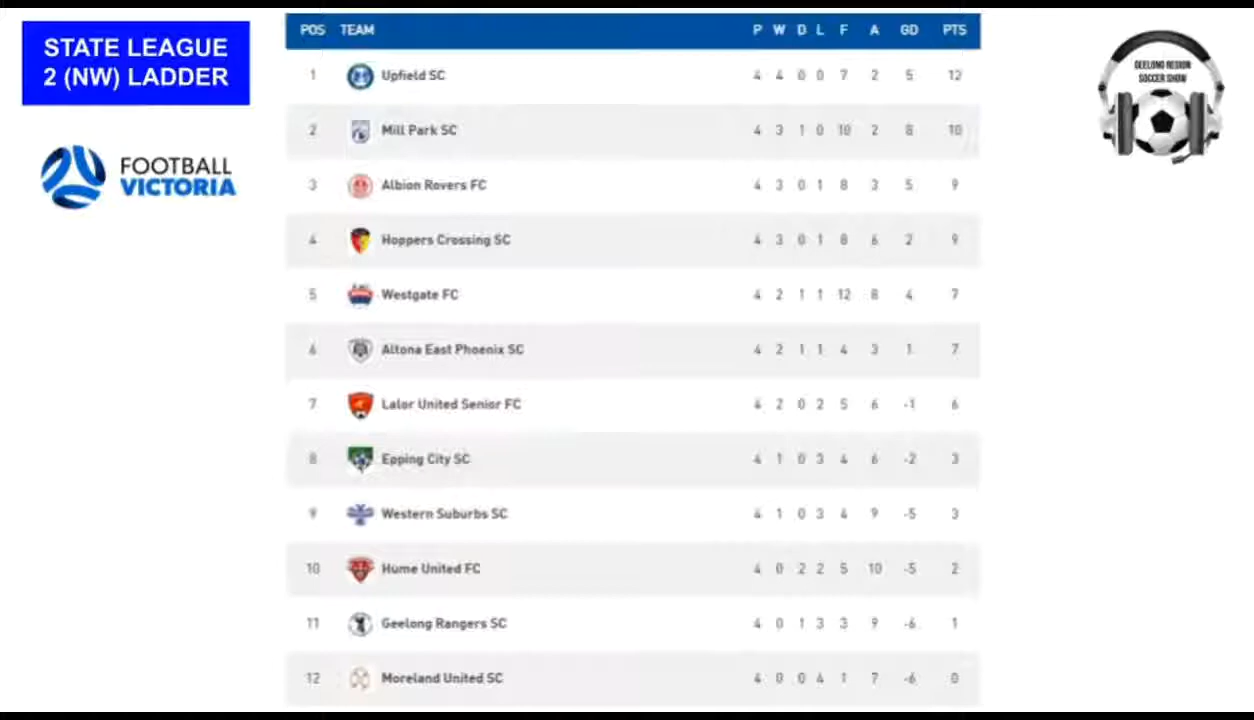 STATE LEAGUE
2 (NW) LADDER
FOOTBALL
VICTORIA
GEELONG REGION
SOCCER SHOW
POS TEAM P W D L F A GD PTS
1 Upfield SC 4 4 0 0 7 2 5 12
2 Mill Park SC 4 3 1 0 10 2 8 10
3 Albion Rovers FC 4 3 0 1 8 3 5 9
4 Hoppers Crossing SC 4 3 0 1 8 6 2 9
5 Westgate FC 4 2 1 1 12 8 4 7
6 Altona East Phoenix SC 4 2 1 1 4 3 1 7
7 Lalor United Senior FC 4 2 0 2 5 6 -1 6
8 Epping City SC 4 1 0 3 4 6 -2 3
9 Western Suburbs SC 4 1 0 3 4 9 -5 3
10 Hume United FC 4 0 2 2 5 10 -5 2
11 Geelong Rangers SC 4 0 1 3 3 9 -6 1
12 Moreland United SC 4 0 0 4 1 7 -6 0